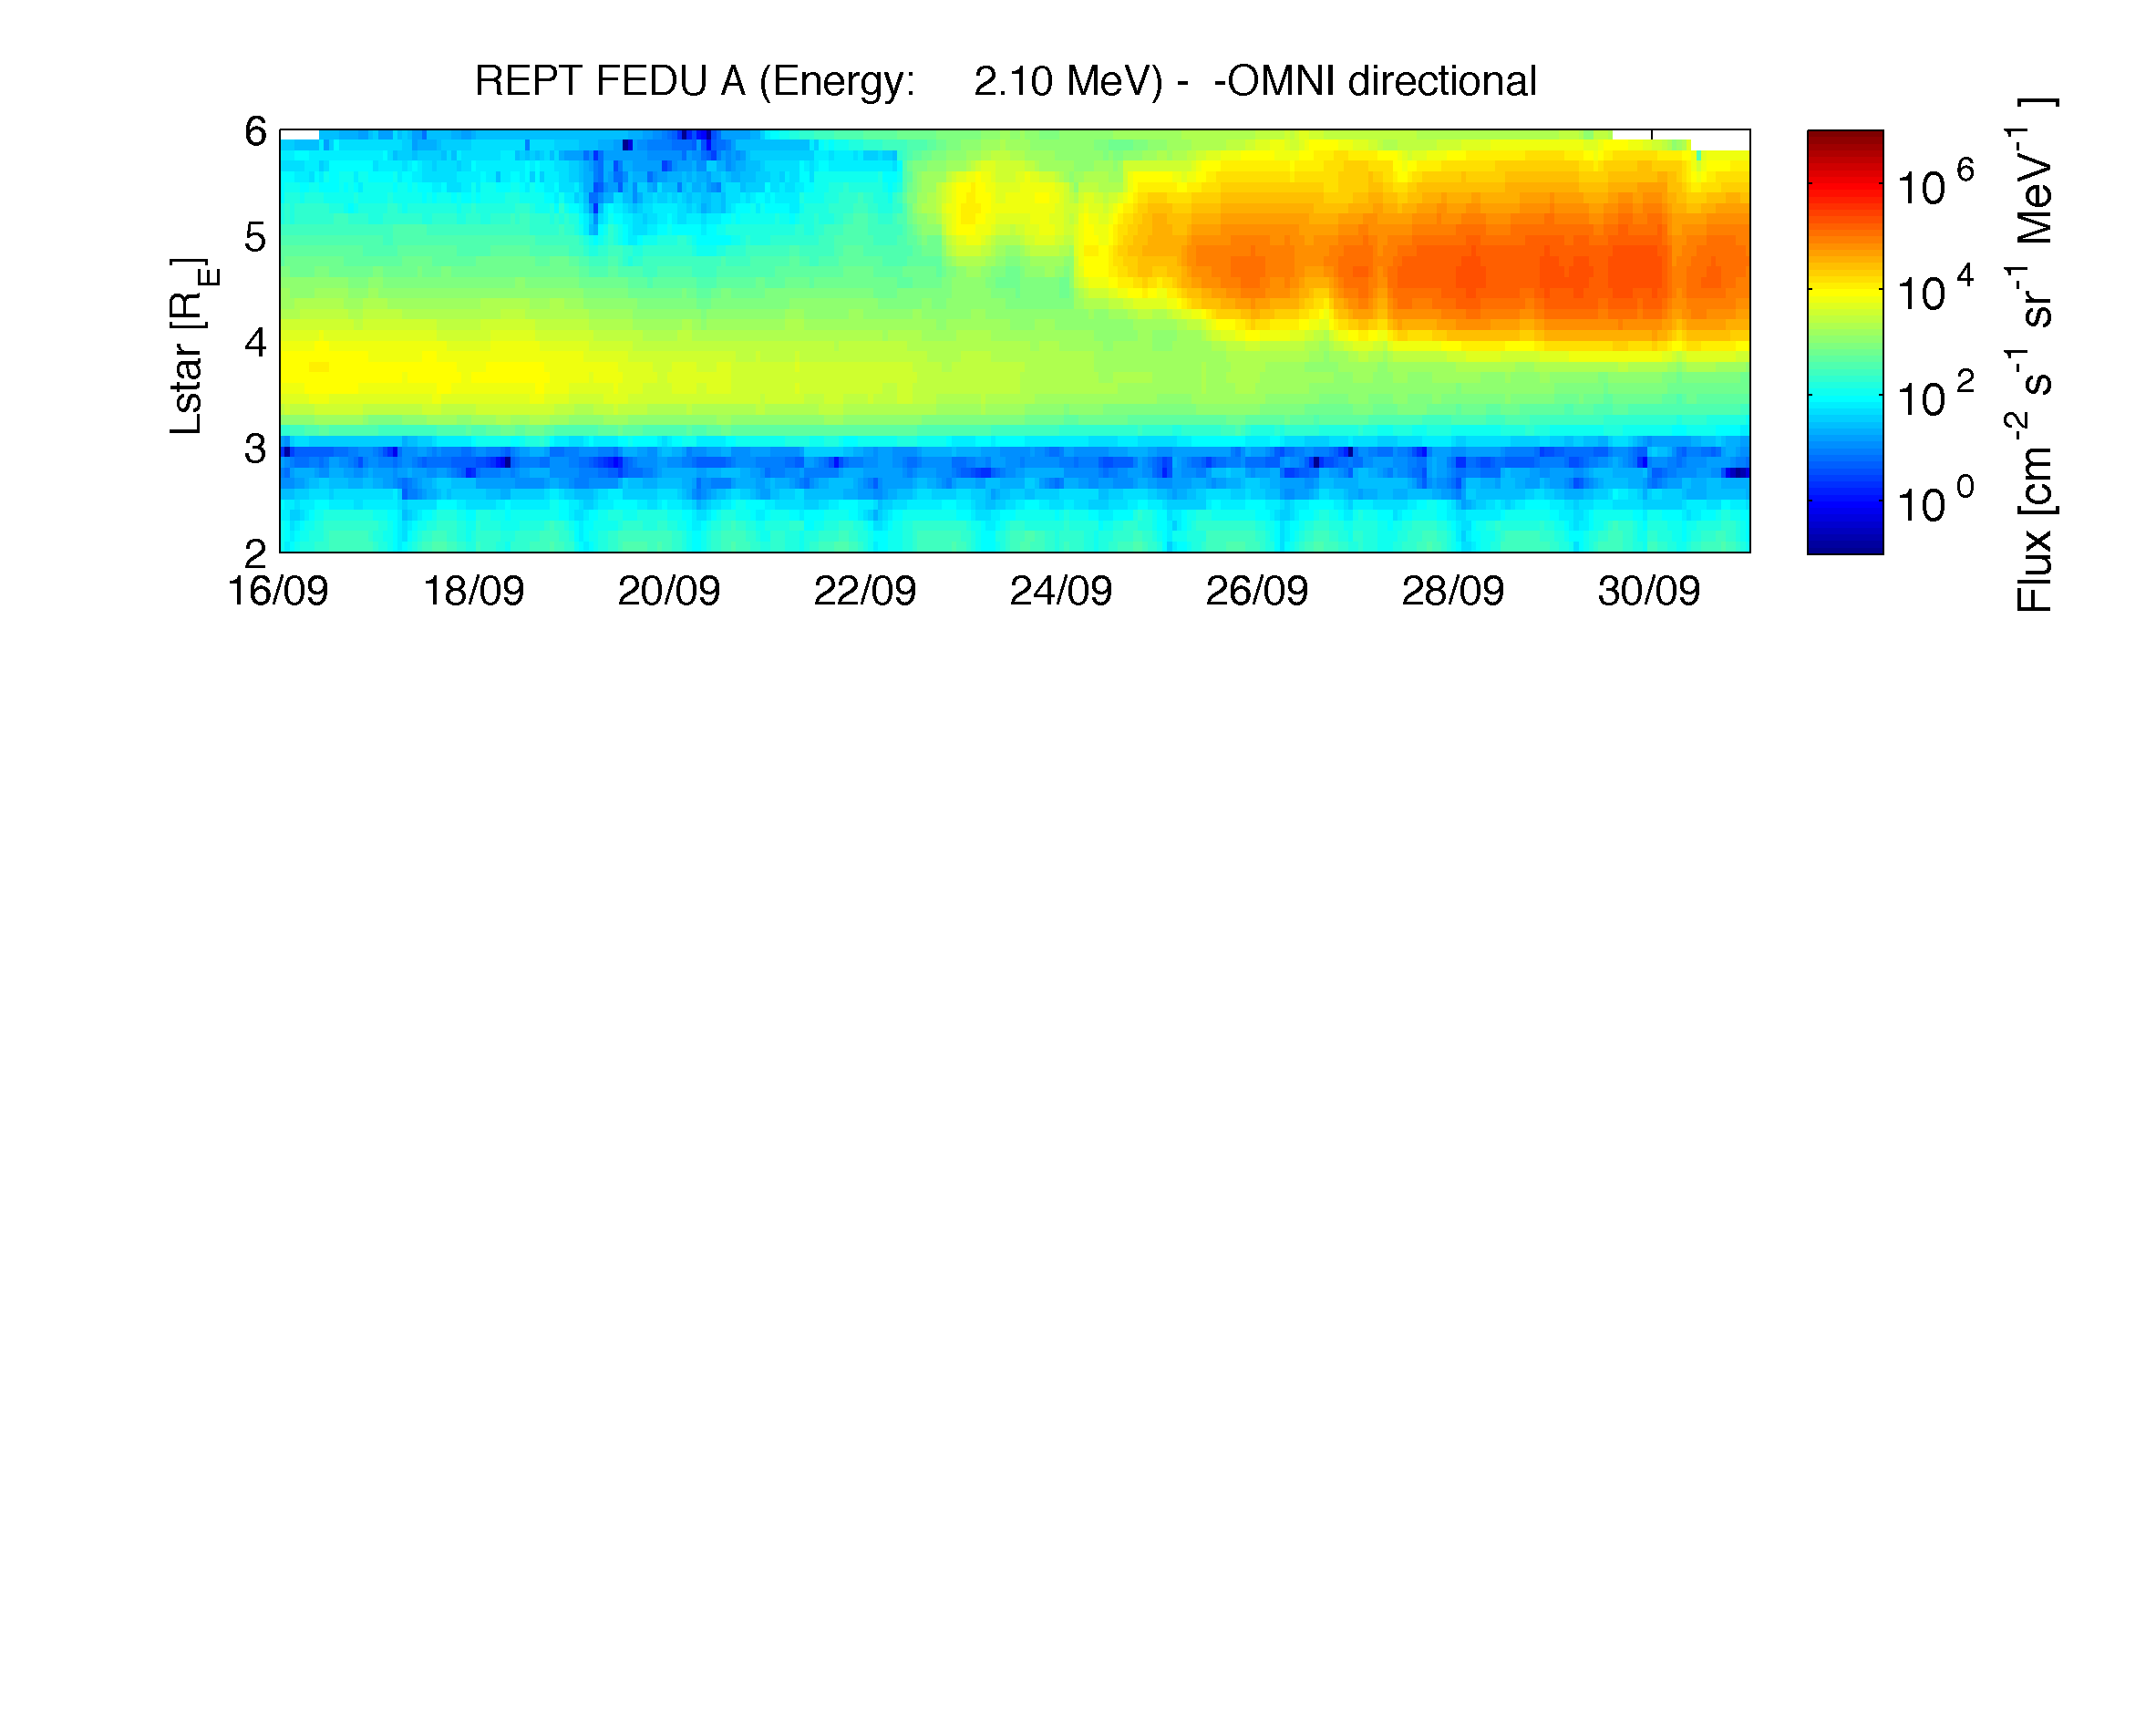 REPT FEDU A (Energy:     2.10 MeV) -  -OMNI directional
6
5
4
3
2
Lstar [R_E]
16/09 18/09 20/09 22/09 24/09 26/09 28/09 30/09
10^6
10^4
10^2
10^0
Flux [cm^-2 s^-1 sr^-1 MeV^-1 ]